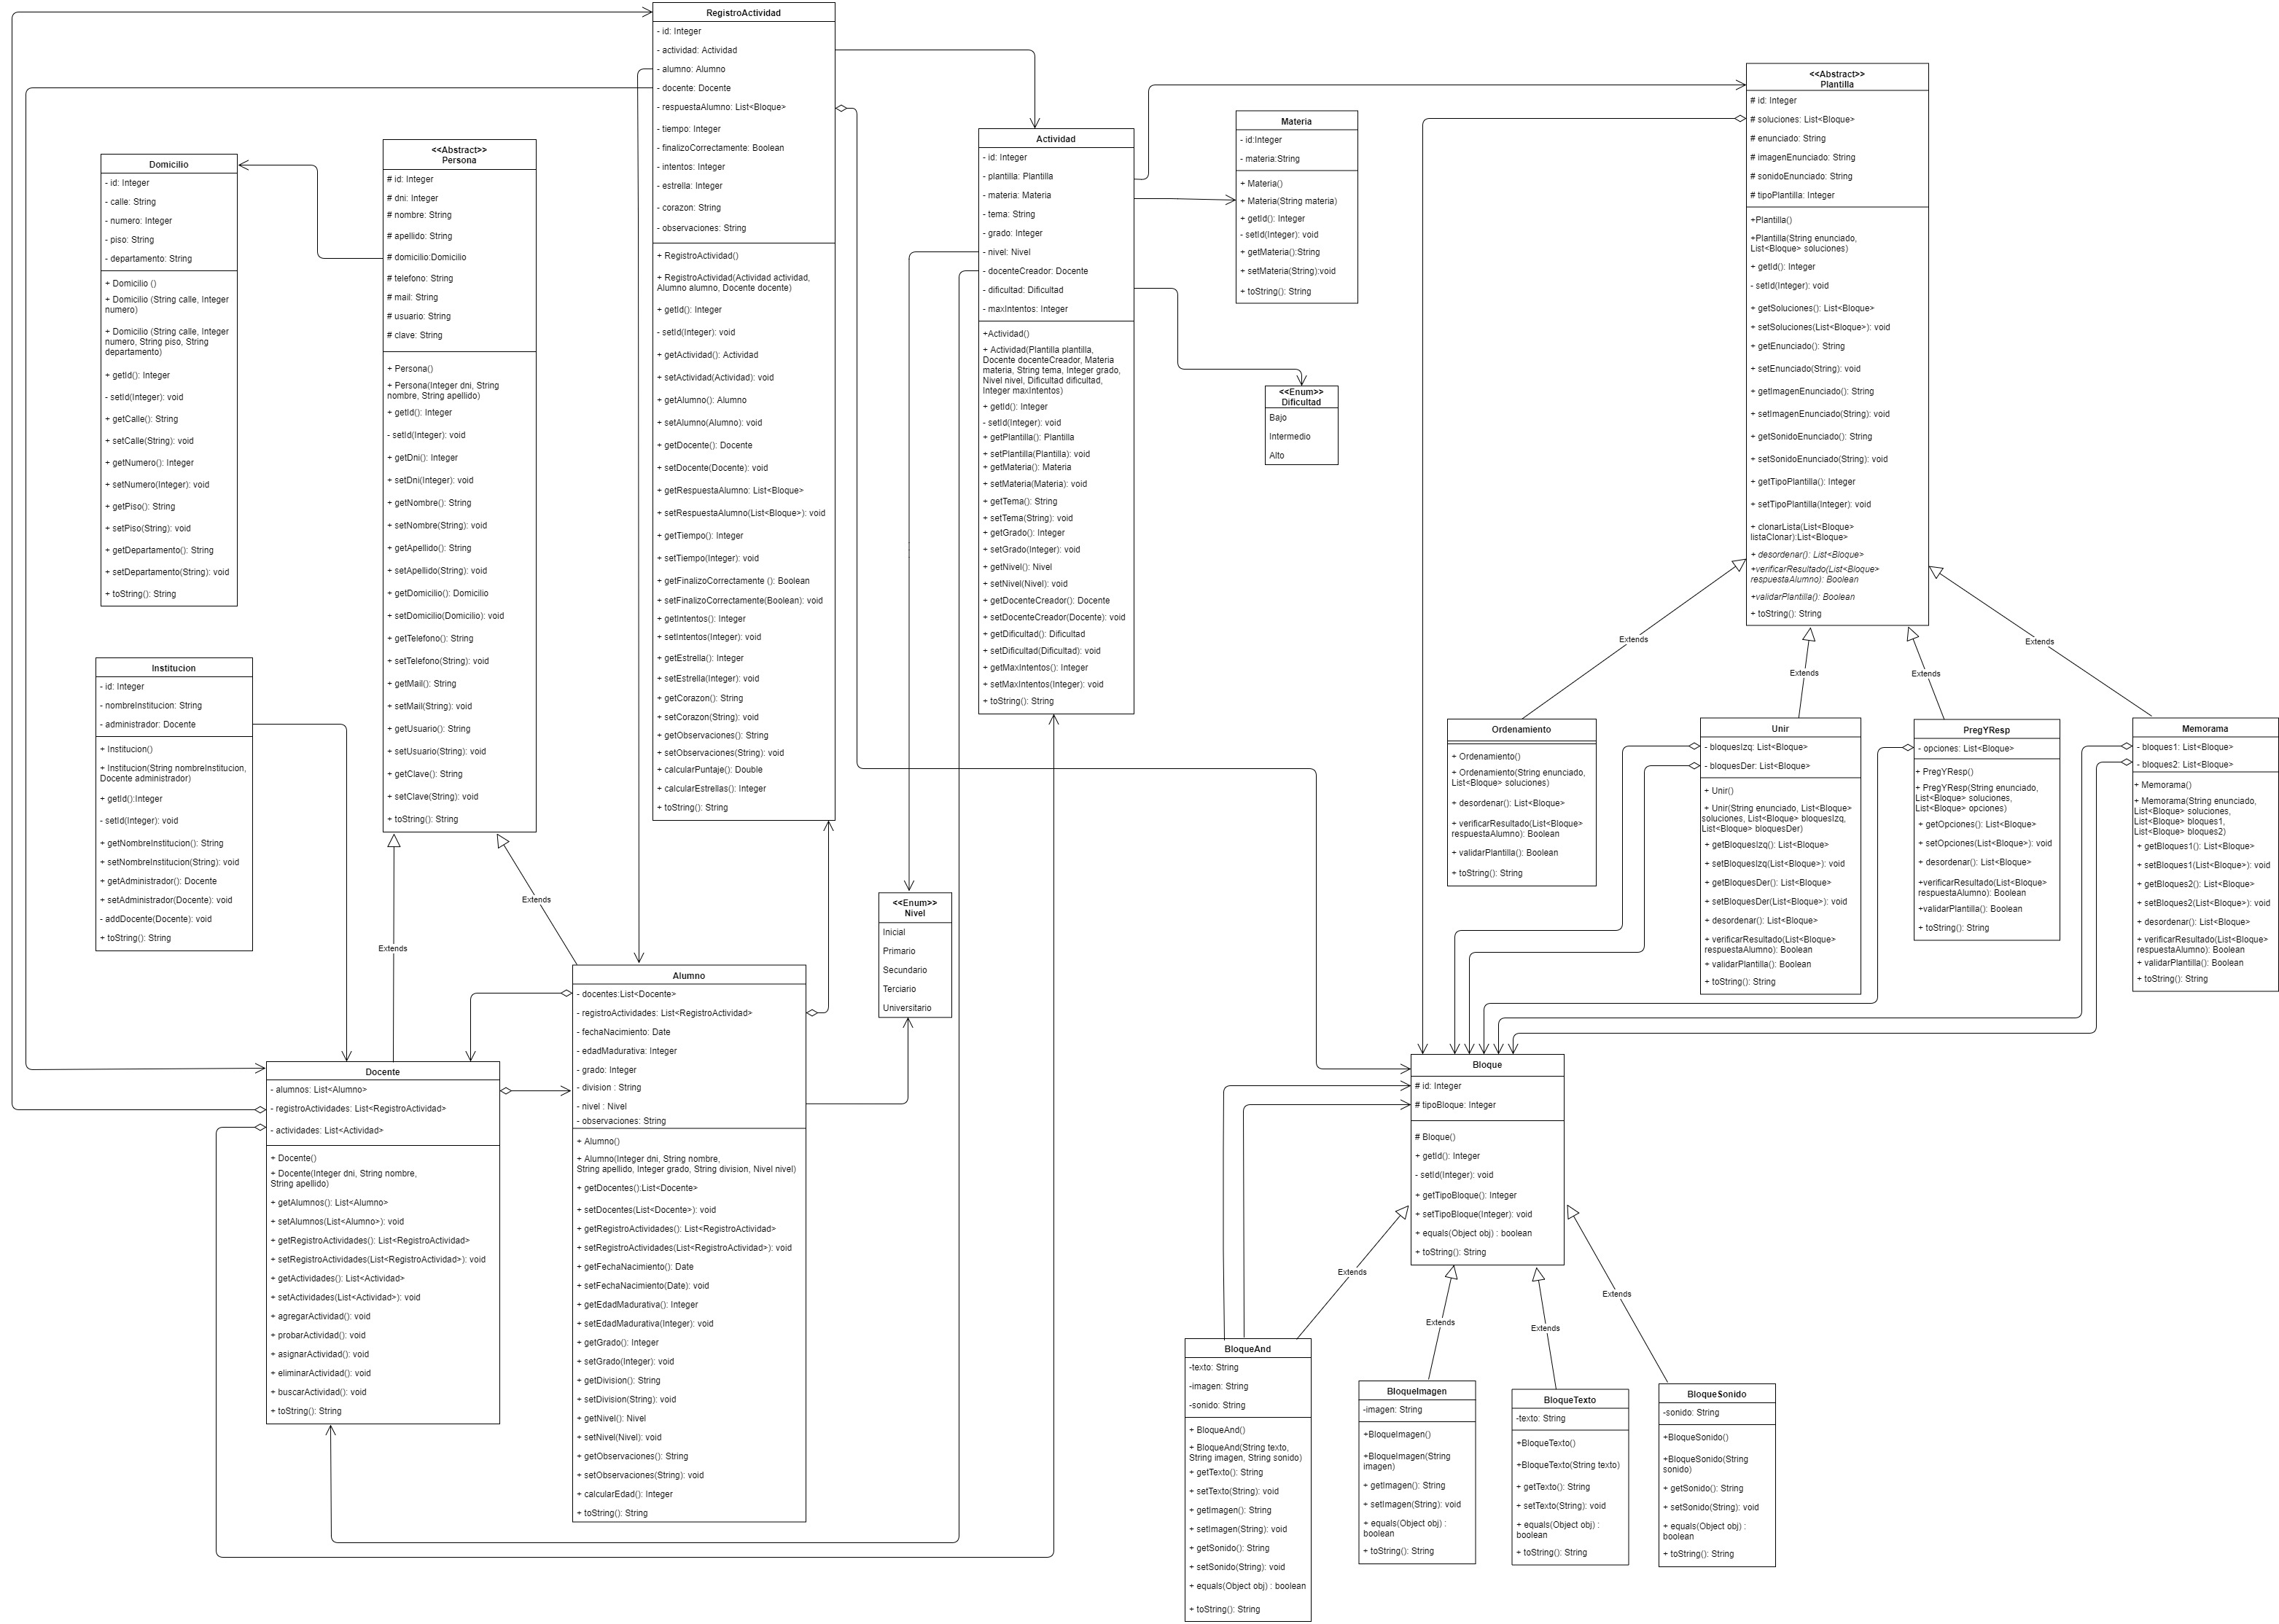 RegistroActividad
- id: Integer
- actividad: Actividad
- alumno: Alumno
- docente: Docente
- respuestaAlumno: List<Bloque>
- tiempo: Integer
- finalizoCorrectamente: Boolean
- intentos: Integer
- estrella: Integer
- corazon: String
- observaciones: String
+ RegistroActividad()
+ RegistroActividad(Actividad actividad,
Alumno alumno, Docente docente)
+ getId(): Integer
- setId(Integer): void
+ getActividad(): Actividad
+ setActividad(Actividad): void
+ getAlumno(): Alumno
+ setAlumno(Alumno): void
+ getDocente(): Docente
+ setDocente(Docente): void
+ getRespuestaAlumno: List<Bloque>
+ setRespuestaAlumno(List<Bloque>): void
+ getTiempo(): Integer
+ setTiempo(Integer): void
+ getFinalizoCorrectamente (): Boolean
+ setFinalizoCorrectamente(Boolean): void
+ getIntentos(): Integer
+ setIntentos(Integer): void
+ getEstrella(): Integer
+ setEstrella(Integer): void
+ getCorazon(): String
+ setCorazon(String): void
+ getObservaciones(): String
+ setObservaciones(String): void
+ calcularPuntaje(): Double
+ calcularEstrellas(): Integer
+ toString(): String
Domicilio
- id: Integer
- calle: String
- numero: Integer
- piso: String
- departamento: String
+ Domicilio ()
+ Domicilio (String calle, Integer
numero)
+ Domicilio (String calle, Integer
numero, String piso, String
departamento)
+ getId(): Integer
- setId(Integer): void
+ getCalle(): String
+ setCalle(String): void
+ getNumero(): Integer
+ setNumero(Integer): void
+ getPiso(): String
+ setPiso(String): void
+ getDepartamento(): String
+ setDepartamento(String): void
+ toString(): String
<<Abstract>>
Persona
# id: Integer
# dni: Integer
# nombre: String
# apellido: String
# domicilio:Domicilio
# telefono: String
# mail: String
# usuario: String
# clave: String
+ Persona()
+ Persona(Integer dni, String
nombre, String apellido)
+ getId(): Integer
- setId(Integer): void
+ getDni(): Integer
+ setDni(Integer): void
+ getNombre(): String
+ setNombre(String): void
+ getApellido(): String
+ setApellido(String): void
+ getDomicilio(): Domicilio
+ setDomicilio(Domicilio): void
+ getTelefono(): String
+ setTelefono(String): void
+ getMail(): String
+ setMail(String): void
+ getUsuario(): String
+ setUsuario(String): void
+ getClave(): String
+ setClave(String): void
+ toString(): String
Actividad
- id: Integer
- plantilla: Plantilla
- materia: Materia
- tema: String
- grado: Integer
- nivel: Nivel
- docenteCreador: Docente
- dificultad: Dificultad
- maxIntentos: Integer
+Actividad()
+ Actividad(Plantilla plantilla,
Docente docenteCreador, Materia
materia, String tema, Integer grado,
Nivel nivel, Dificultad dificultad,
Integer maxIntentos)
+ getId(): Integer
- setId(Integer): void
+ getPlantilla(): Plantilla
+ setPlantilla(Plantilla): void
+ getMateria(): Materia
+ setMateria(Materia): void
+ getTema(): String
+ setTema(String): void
+ getGrado(): Integer
+ setGrado(Integer): void
+ getNivel(): Nivel
+ setNivel(Nivel): void
+ getDocenteCreador(): Docente
+ setDocenteCreador(Docente): void
+ getDificultad(): Dificultad
+ setDificultad(Dificultad): void
+ getMaxIntentos(): Integer
+ setMaxIntentos(Integer): void
+ toString(): String
Materia
- id:Integer
- materia:String
+ Materia()
+ Materia(String materia)
+ getId(): Integer
- setId(Integer): void
+ getMateria():String
+ setMateria(String):void
+ toString(): String
<<Enum>>
Dificultad
Bajo
Intermedio
Alto
<<Abstract>>
Plantilla
# id: Integer
# soluciones: List<Bloque>
# enunciado: String
# imagenEnunciado: String
# sonidoEnunciado: String
# tipoPlantilla: Integer
+Plantilla()
+Plantilla(String enunciado,
List<Bloque> soluciones)
+ getId(): Integer
- setId(Integer): void
+ getSoluciones(): List<Bloque>
+ setSoluciones(List<Bloque>): void
+ getEnunciado(): String
+ setEnunciado(String): void
+ getImagenEnunciado(): String
+ setImagenEnunciado(String): void
+ getSonidoEnunciado(): String
+ setSonidoEnunciado(String): void
+ getTipoPlantilla(): Integer
+ setTipoPlantilla(Integer): void
+ clonarLista(List<Bloque>
listaClonar):List<Bloque>
+ desordenar(): List<Bloque>
+verificarResultado(List<Bloque>
respuestaAlumno): Boolean
+validarPlantilla(): Boolean
+ toString(): String
Extends
Extends
Extends
Extends
Institucion
- id: Integer
- nombreInstitucion: String
- administrador: Docente
+ Institucion()
+ Institucion(String nombreInstitucion,
Docente administrador)
+ getId():Integer
- setId(Integer): void
+ getNombreInstitucion(): String
+ setNombreInstitucion(String): void
+ getAdministrador(): Docente
+ setAdministrador(Docente): void
- addDocente(Docente): void
+ toString(): String
Ordenamiento
+ Ordenamiento()
+ Ordenamiento(String enunciado,
List<Bloque> soluciones)
+ desordenar(): List<Bloque>
+ verificarResultado(List<Bloque>
respuestaAlumno): Boolean
+ validarPlantilla(): Boolean
+ toString(): String
Unir
- bloquesIzq: List<Bloque>
- bloquesDer: List<Bloque>
+ Unir()
+ Unir(String enunciado, List<Bloque>
soluciones, List<Bloque> bloquesIzq,
List<Bloque> bloquesDer)
+ getBloquesIzq(): List<Bloque>
+ setBloquesIzq(List<Bloque>): void
+ getBloquesDer(): List<Bloque>
+ setBloquesDer(List<Bloque>): void
+ desordenar(): List<Bloque>
+ verificarResultado(List<Bloque>
respuestaAlumno): Boolean
+ validarPlantilla(): Boolean
+ toString(): String
PregYResp
- opciones: List<Bloque>
+ PregYResp()
+ PregYResp(String enunciado,
List<Bloque> soluciones,
List<Bloque> opciones)
+ getOpciones(): List<Bloque>
+ setOpciones(List<Bloque>): void
+ desordenar(): List<Bloque>
+verificarResultado(List<Bloque>
respuestaAlumno): Boolean
+validarPlantilla(): Boolean
+ toString(): String
Memorama
- bloques1: List<Bloque>
- bloques2: List<Bloque>
+ Memorama()
+ Memorama(String enunciado,
List<Bloque> soluciones,
List<Bloque> bloques1,
List<Bloque> bloques2)
+ getBloques1(): List<Bloque>
+ setBloques1(List<Bloque>): void
+ getBloques2(): List<Bloque>
+ setBloques2(List<Bloque>): void
+ desordenar(): List<Bloque>
+ verificarResultado(List<Bloque>
respuestaAlumno): Boolean
+ validarPlantilla(): Boolean
+ toString(): String
Extends
Extends
<<Enum>>
Nivel
Inicial
Primario
Secundario
Terciario
Universitario
Docente
- alumnos: List<Alumno>
- registroActividades: List<RegistroActividad>
- actividades: List<Actividad>
+ Docente()
+ Docente(Integer dni, String nombre,
String apellido)
+ getAlumnos(): List<Alumno>
+ setAlumnos(List<Alumno>): void
+ getRegistroActividades(): List<RegistroActividad>
+ setRegistroActividades(List<RegistroActividad>): void
+ getActividades(): List<Actividad>
+ setActividades(List<Actividad>): void
+ agregarActividad(): void
+ probarActividad(): void
+ asignarActividad(): void
+ eliminarActividad(): void
+ buscarActividad(): void
+ toString(): String
Alumno
- docentes:List<Docente>
- registroActividades: List<RegistroActividad>
- fechaNacimiento: Date
- edadMadurativa: Integer
- grado: Integer
- division : String
- nivel : Nivel
- observaciones: String
+ Alumno()
+ Alumno(Integer dni, String nombre,
String apellido, Integer grado, String division, Nivel nivel)
+ getDocentes():List<Docente>
+ setDocentes(List<Docente>): void
+ getRegistroActividades(): List<RegistroActividad>
+ setRegistroActividades(List<RegistroActividad>): void
+ getFechaNacimiento(): Date
+ setFechaNacimiento(Date): void
+ getEdadMadurativa(): Integer
+ setEdadMadurativa(Integer): void
+ getGrado(): Integer
+ setGrado(Integer): void
+ getDivision(): String
+ setDivision(String): void
+ getNivel(): Nivel
+ setNivel(Nivel): void
+ getObservaciones(): String
+ setObservaciones(String): void
+ calcularEdad(): Integer
+ toString(): String
Bloque
# id: Integer
# tipoBloque: Integer
# Bloque()
+ getId(): Integer
- setId(Integer): void
+ getTipoBloque(): Integer
+ setTipoBloque(Integer): void
+ equals(Object obj) : boolean
+ toString(): String
Extends
Extends
Extends
Extends
BloqueAnd
-texto: String
-imagen: String
-sonido: String
+ BloqueAnd()
+ BloqueAnd(String texto,
String imagen, String sonido)
+ getTexto(): String
+ setTexto(String): void
+ getImagen(): String
+ setImagen(String): void
+ getSonido(): String
+ setSonido(String): void
+ equals(Object obj) : boolean
+ toString(): String
BloqueImagen
-imagen: String
+BloqueImagen()
+BloqueImagen(String
imagen)
+ getImagen(): String
+ setImagen(String): void
+ equals(Object obj) :
boolean
+ toString(): String
BloqueTexto
-texto: String
+BloqueTexto()
+BloqueTexto(String texto)
+ getTexto(): String
+ setTexto(String): void
+ equals(Object obj) :
boolean
+ toString(): String
BloqueSonido
-sonido: String
+BloqueSonido()
+BloqueSonido(String
sonido)
+ getSonido(): String
+ setSonido(String): void
+ equals(Object obj) :
boolean
+ toString(): String